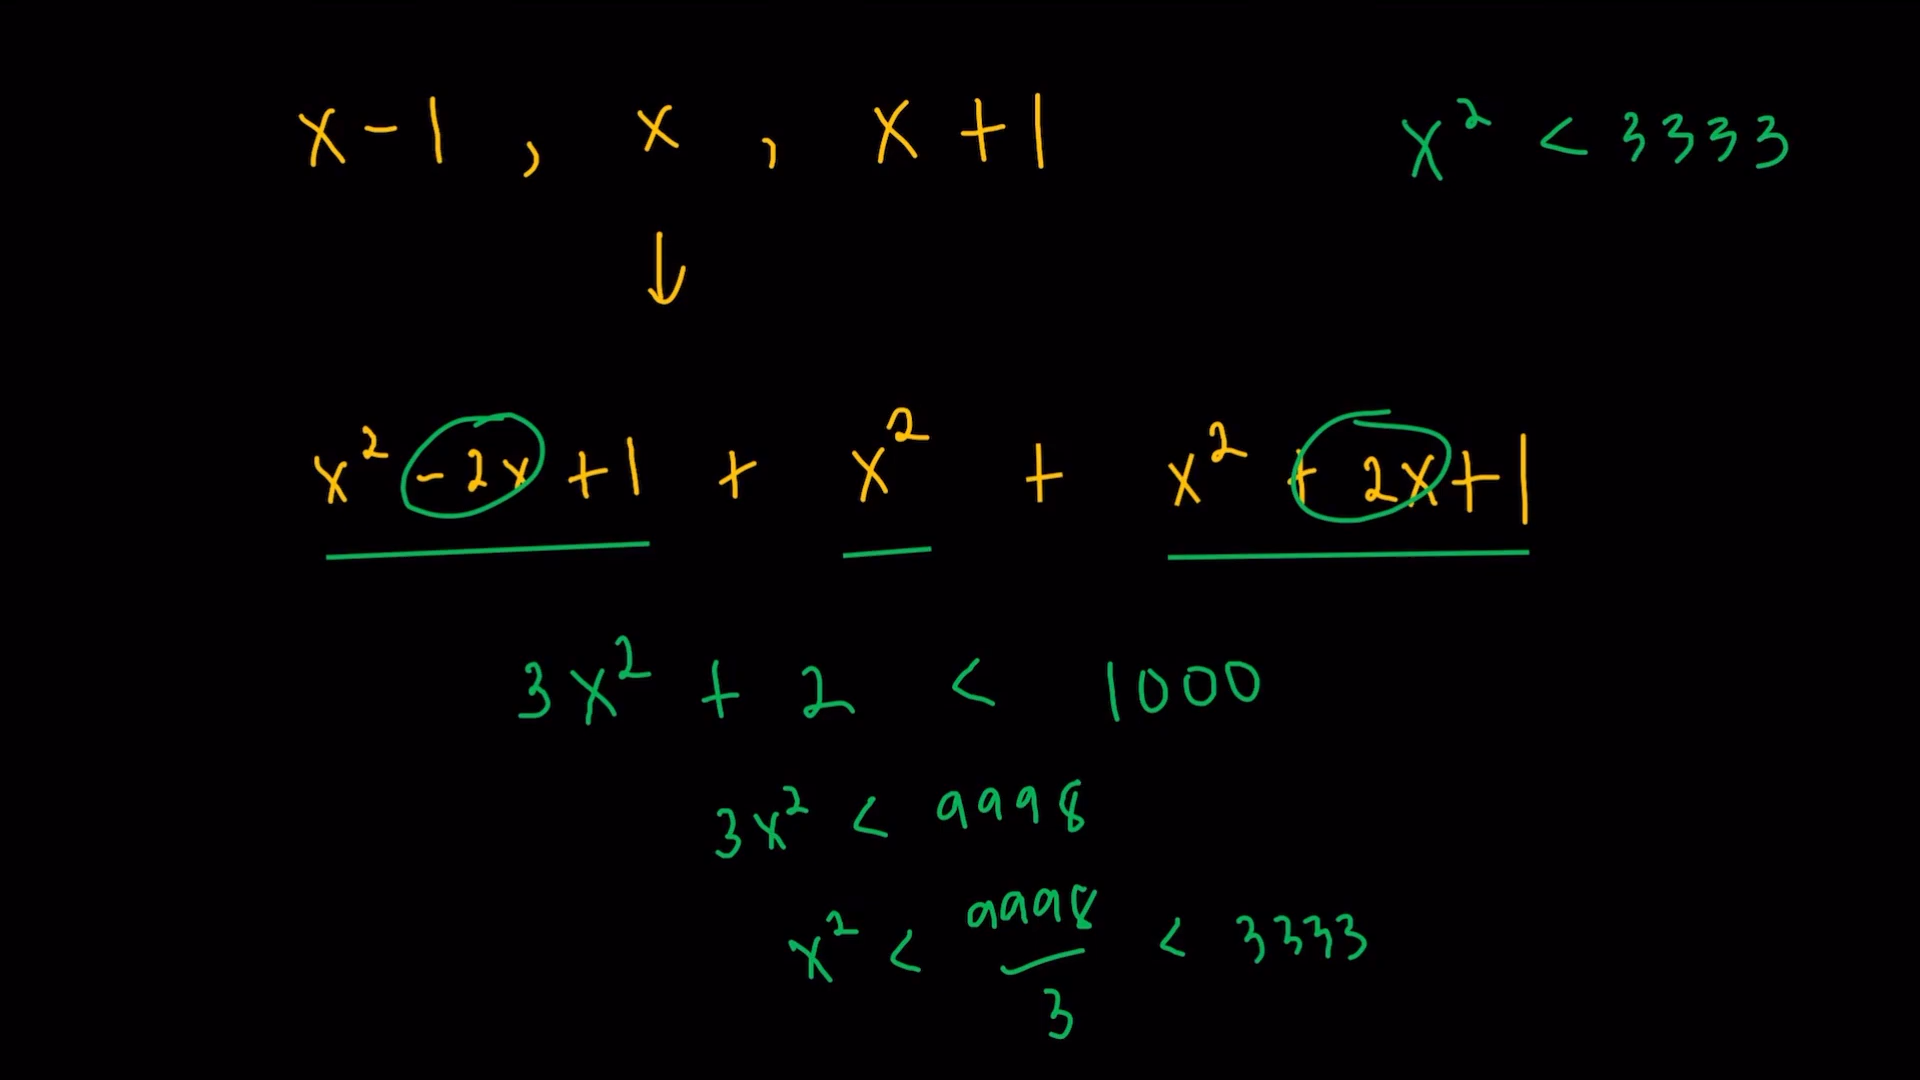 x - 1 , x , x + 1
x² < 3333
↓
x² - 2x + 1 + x² + x² + 2x + 1
3x² + 2 < 1000
3x² < 9998
x² < 9998/3 < 3333